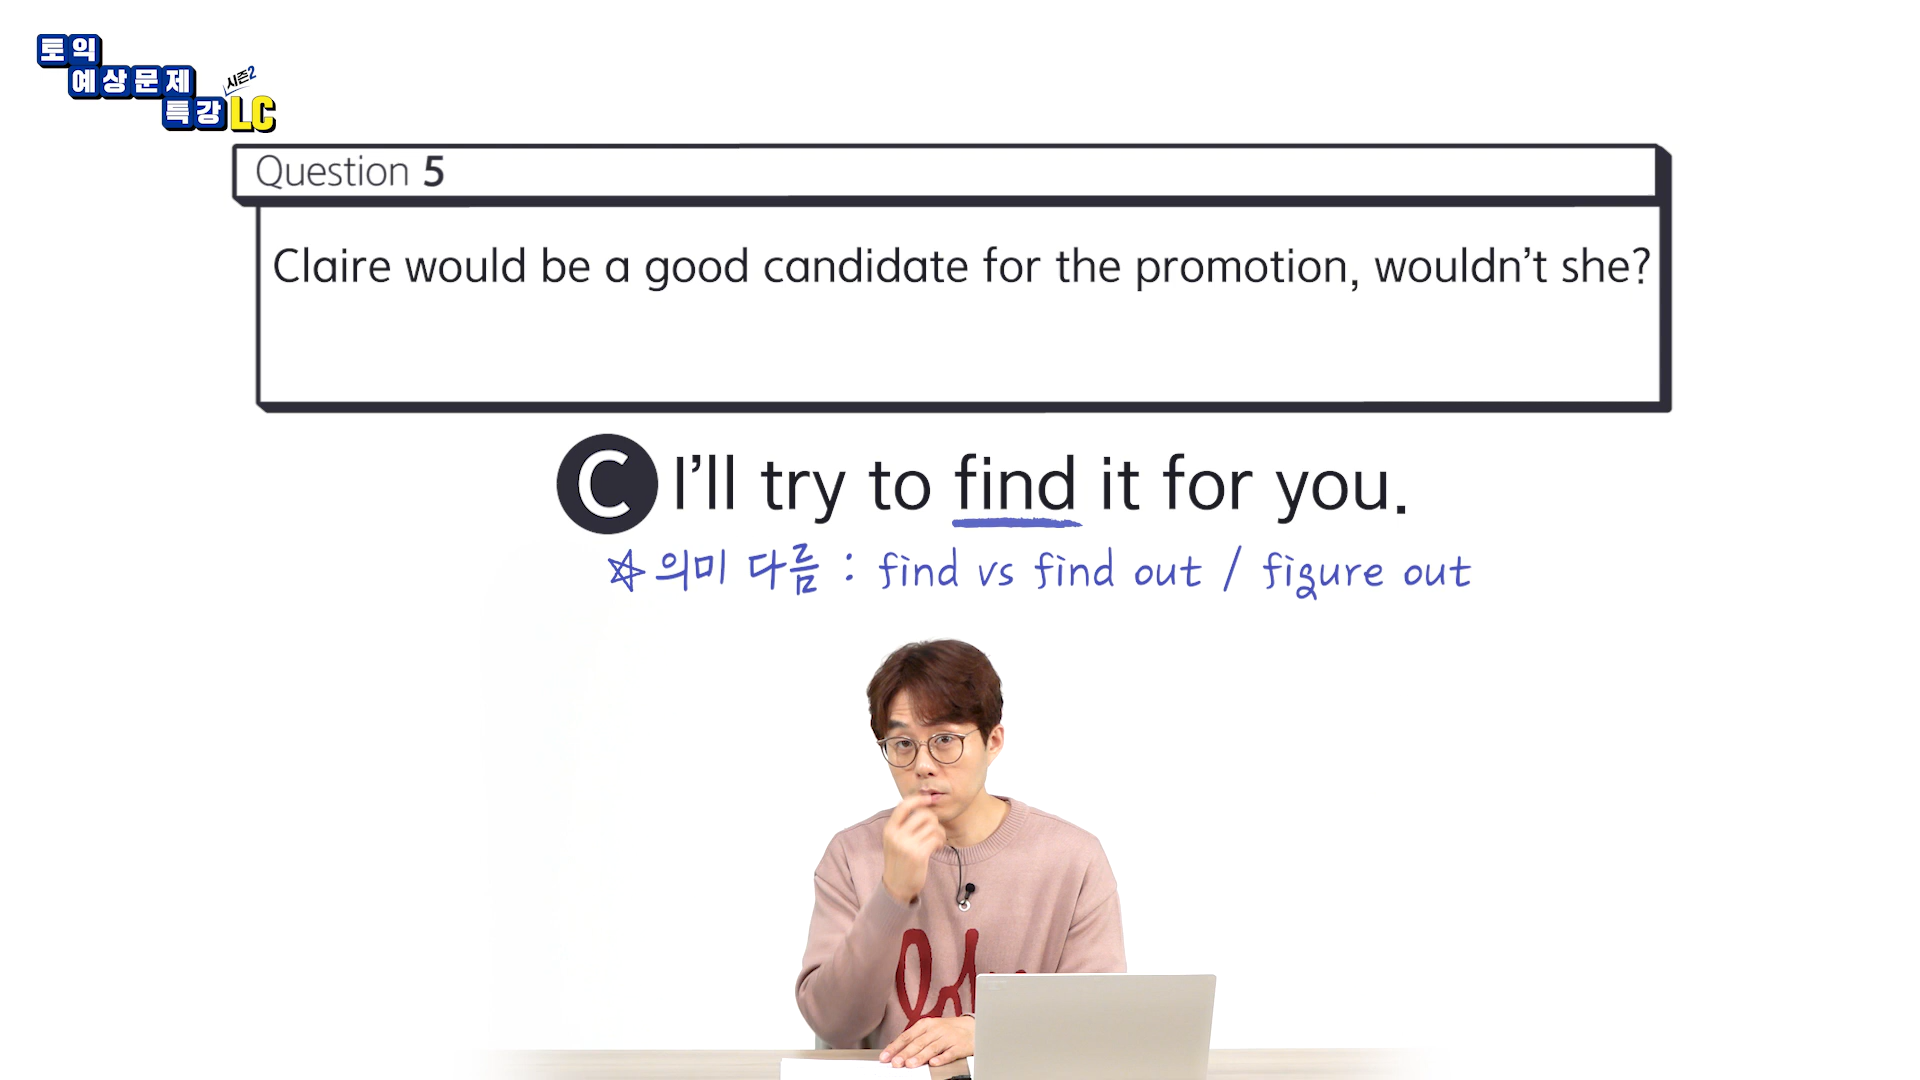 토익
예상문제
시즌2
특강 LC
Question 5
Claire would be a good candidate for the promotion, wouldn't she?
C I'll try to find it for you.
☆ 의미 다름 : find vs find out / figure out